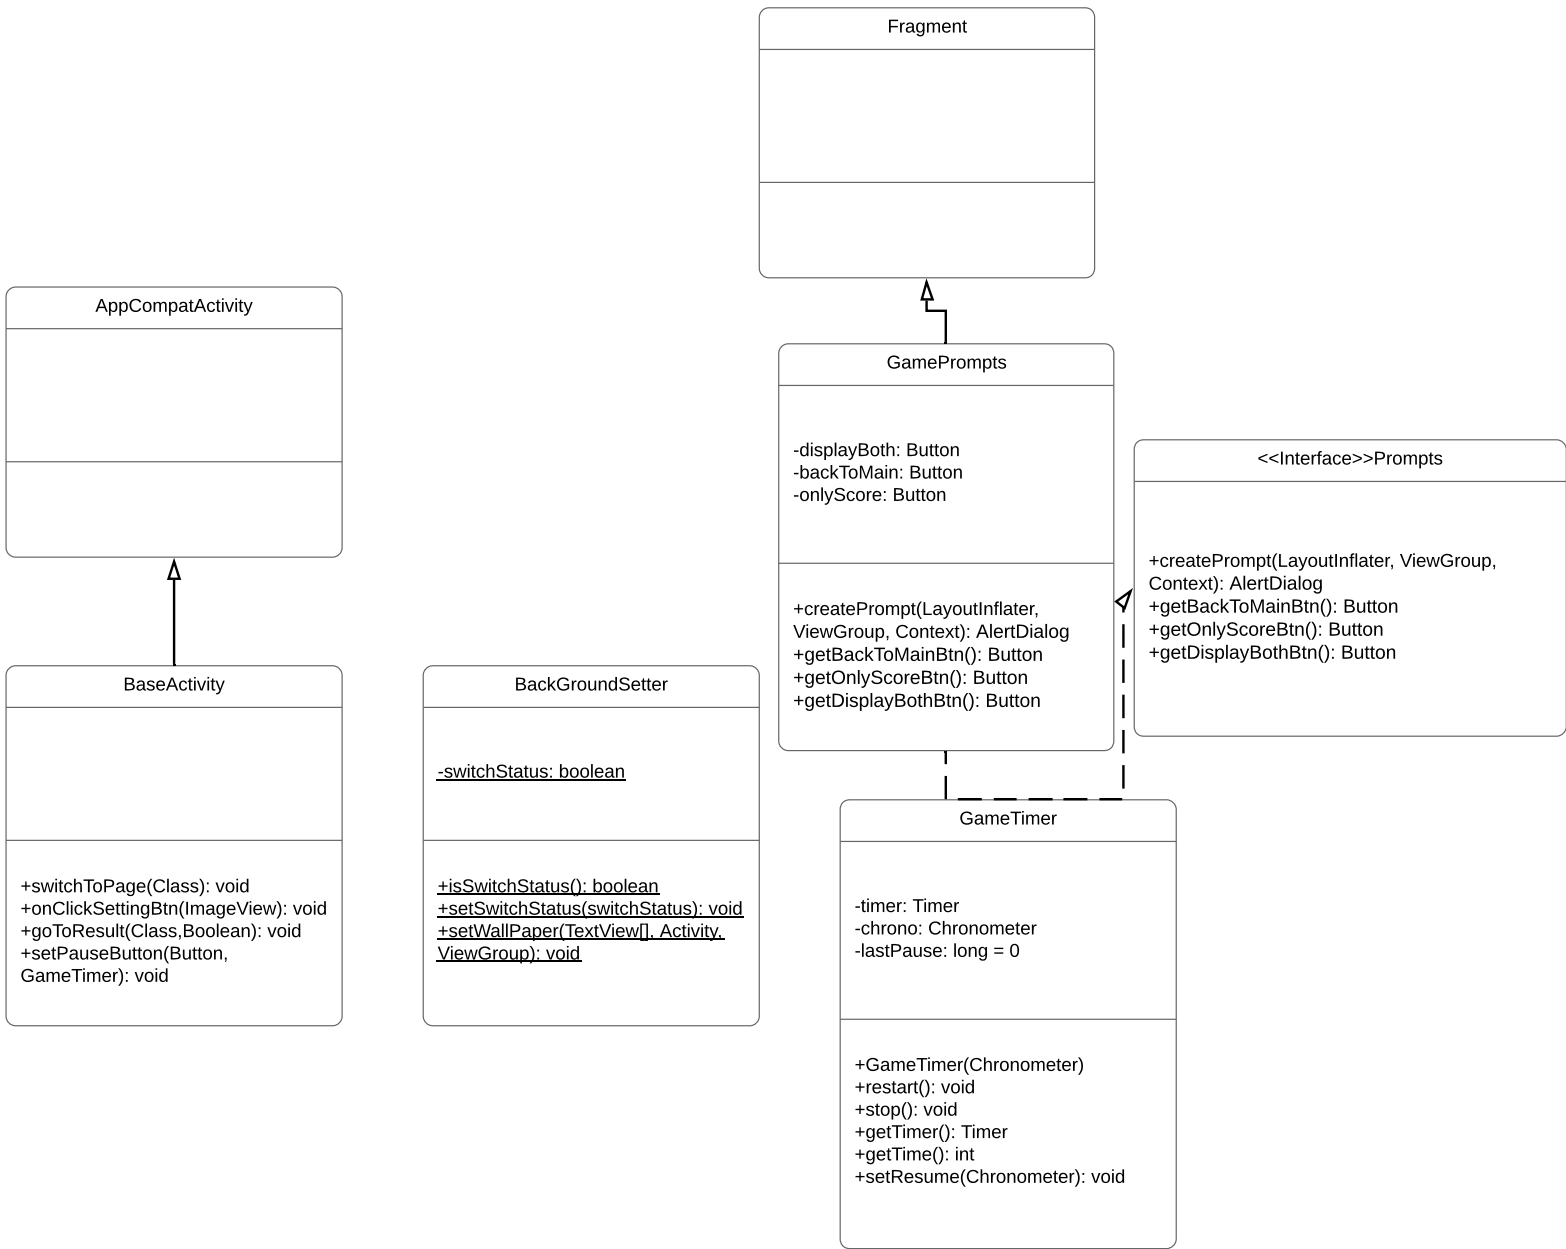 Fragment
AppCompatActivity
GamePrompts
-displayBoth: Button
-backToMain: Button
-onlyScore: Button
+createPrompt(LayoutInflater,
ViewGroup, Context): AlertDialog
+getBackToMainBtn(): Button
+getOnlyScoreBtn(): Button
+getDisplayBothBtn(): Button
<<Interface>>Prompts
+createPrompt(LayoutInflater, ViewGroup,
Context): AlertDialog
+getBackToMainBtn(): Button
+getOnlyScoreBtn(): Button
+getDisplayBothBtn(): Button
BaseActivity
+switchToPage(Class): void
+onClickSettingBtn(ImageView): void
+goToResult(Class,Boolean): void
+setPauseButton(Button,
GameTimer): void
BackGroundSetter
-switchStatus: boolean
+isSwitchStatus(): boolean
+setSwitchStatus(switchStatus): void
+setWallPaper(TextView[], Activity,
ViewGroup): void
GameTimer
-timer: Timer
-chrono: Chronometer
-lastPause: long = 0
+GameTimer(Chronometer)
+restart(): void
+stop(): void
+getTimer(): Timer
+getTime(): int
+setResume(Chronometer): void